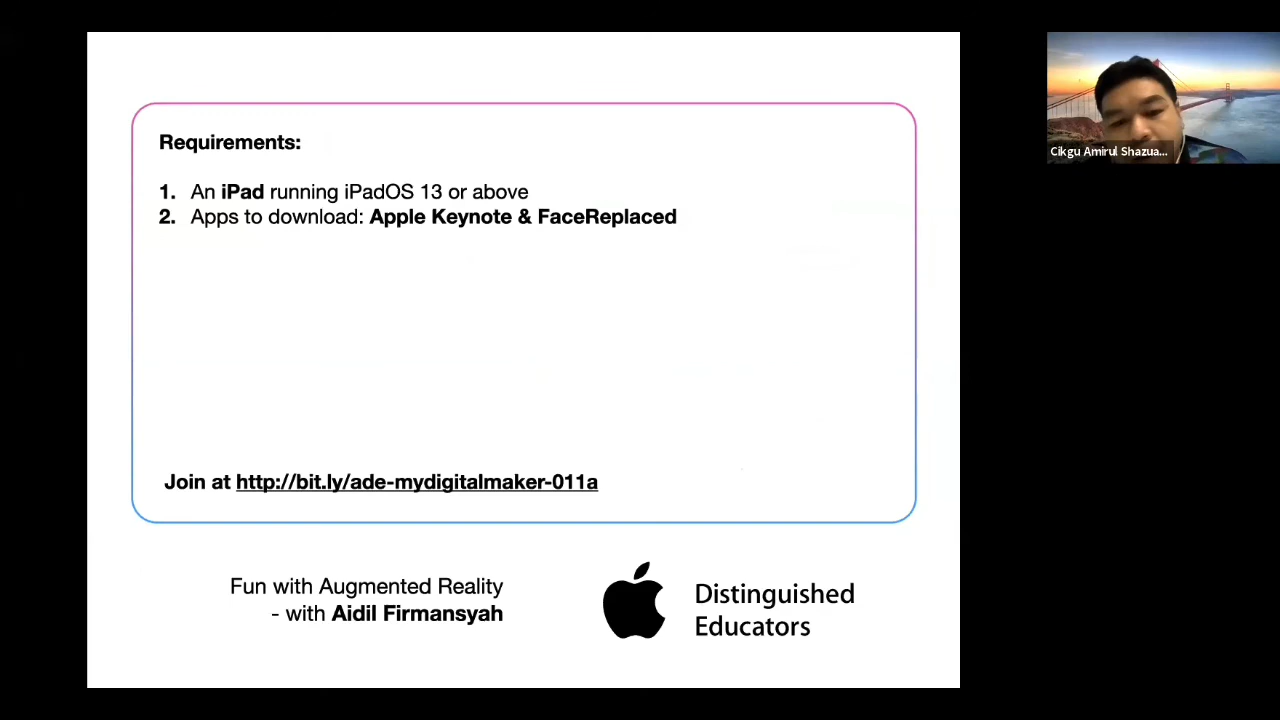 Requirements:
1. An iPad running iPadOS 13 or above
2. Apps to download: Apple Keynote & FaceReplaced
Join at http://bit.ly/ade-mydigitalmaker-011a
Fun with Augmented Reality
- with Aidil Firmansyah
Distinguished
Educators
Cikgu Amirul Shazua...